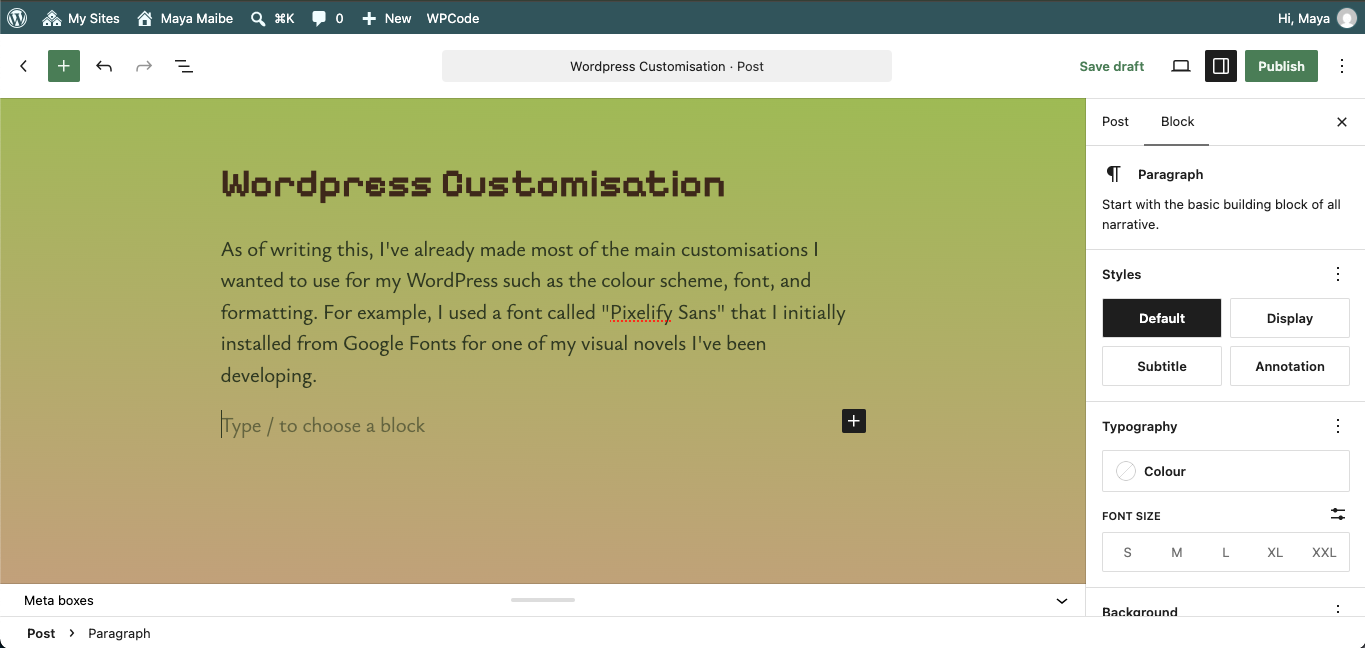 My Sites Maya Maibe ⌘K 0 New WPCode Hi, Maya
Wordpress Customisation · Post Save draft Publish
Post Block
Wordpress Customisation
As of writing this, I've already made most of the main customisations I
wanted to use for my WordPress such as the colour scheme, font, and
formatting. For example, I used a font called "Pixelify Sans" that I initially
installed from Google Fonts for one of my visual novels I've been
developing.
Type / to choose a block
Paragraph
Start with the basic building block of all
narrative.
Styles
Default Display
Subtitle Annotation
Typography
Colour
FONT SIZE
S M L XL XXL
Background
Meta boxes
Post Paragraph